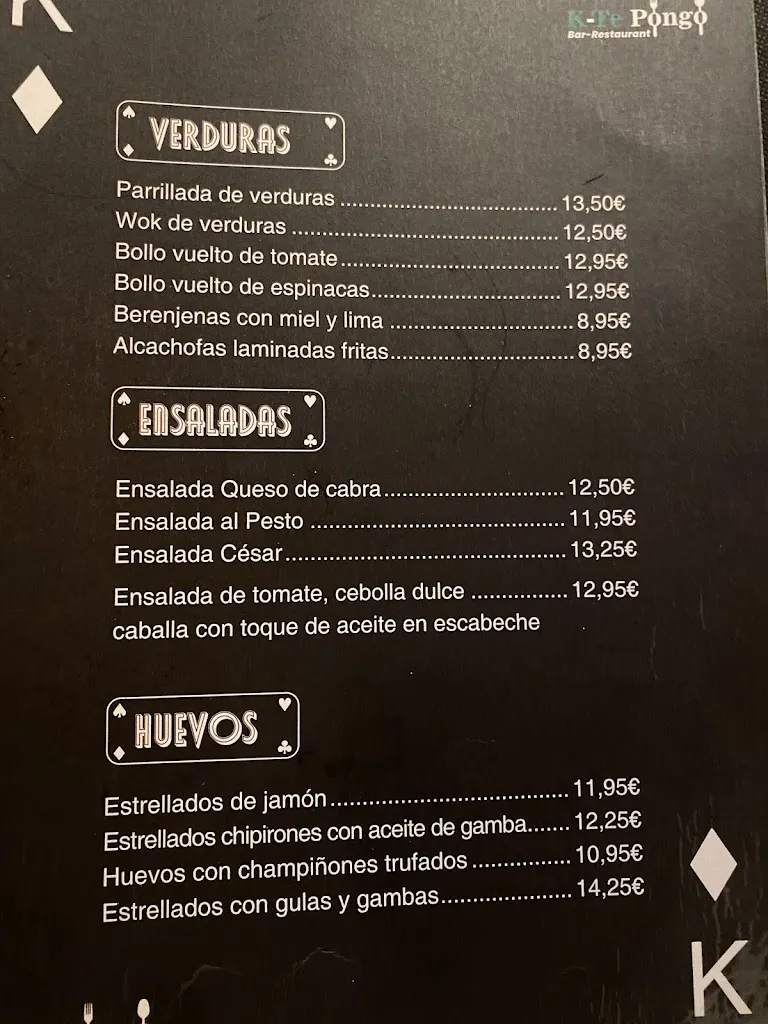 K
K-Te Pongo
Bar-Restaurant
VERDURAS
Parrillada de verduras .................................... 13,50€
Wok de verduras ............................................ 12,50€
Bollo vuelto de tomate .................................... 12,95€
Bollo vuelto de espinacas............................... 12,95€
Berenjenas con miel y lima .............................. 8,95€
Alcachofas laminadas fritas.............................. 8,95€
ENSALADAS
Ensalada Queso de cabra.............................. 12,50€
Ensalada al Pesto .......................................... 11,95€
Ensalada César.............................................. 13,25€
Ensalada de tomate, cebolla dulce ................ 12,95€
caballa con toque de aceite en escabeche
HUEVOS
Estrellados de jamón....................................... 11,95€
Estrellados chipirones con aceite de gamba....... 12,25€
Huevos con champiñones trufados ................ 10,95€
Estrellados con gulas y gambas...................... 14,25€
K